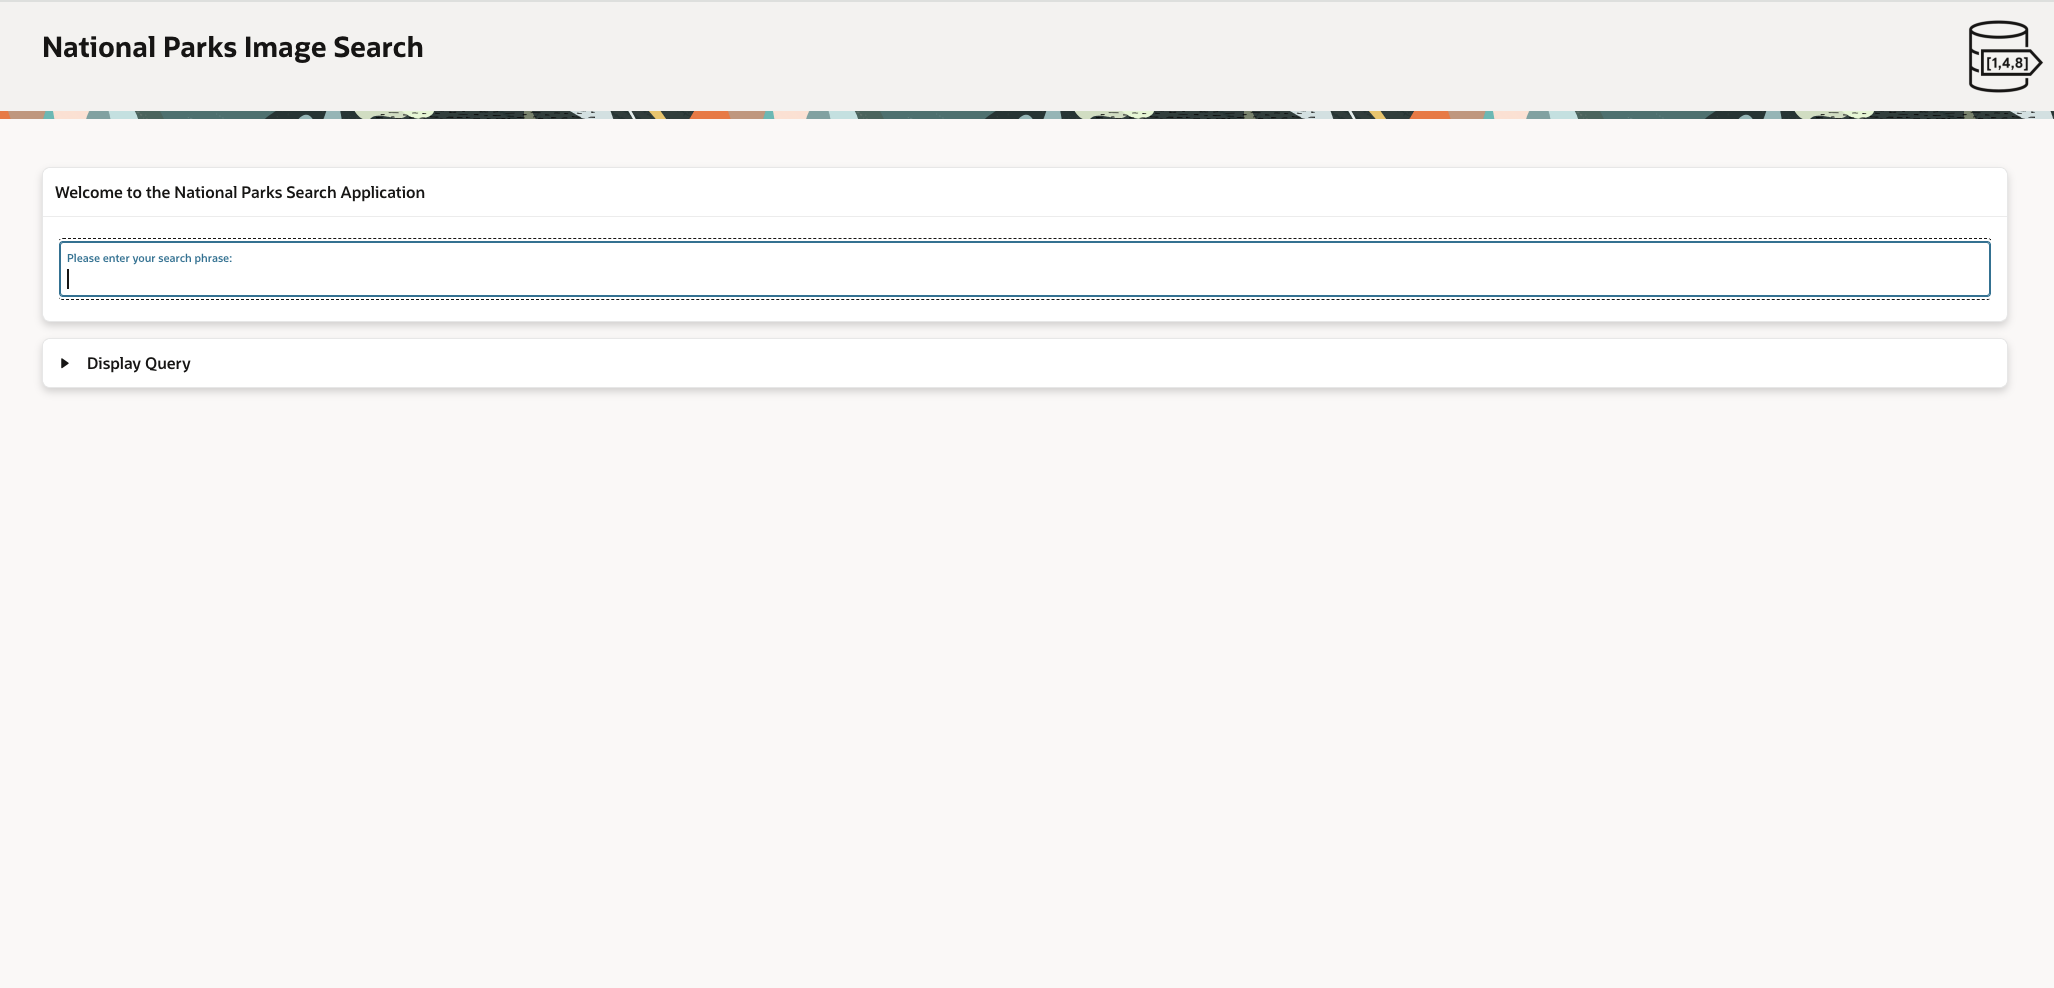 National Parks Image Search
[1,4,8]
Welcome to the National Parks Search Application
Please enter your search phrase:
Display Query